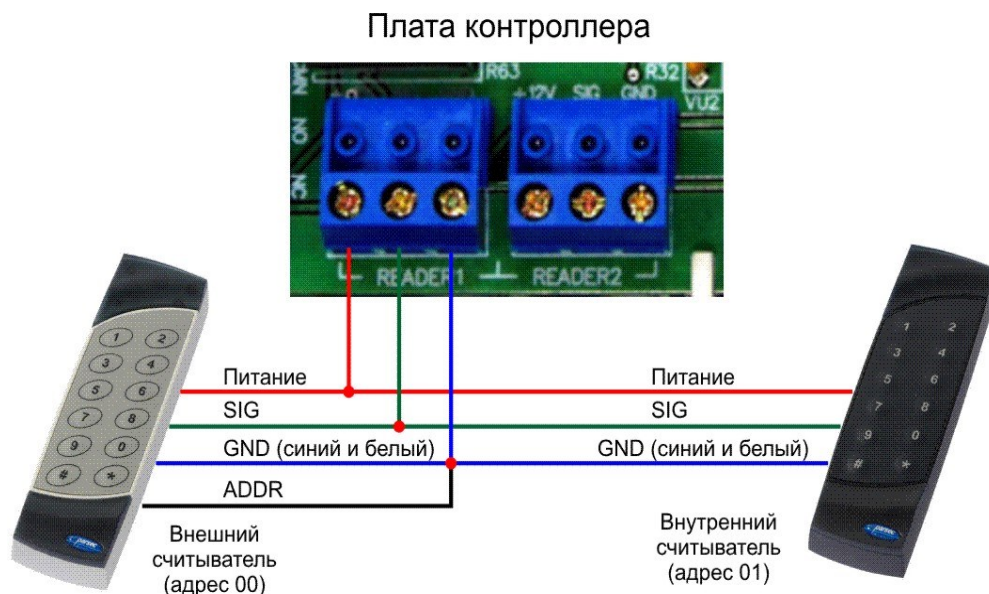 Плата контроллера
R63
R32
VU2
NO
NC
+12V SIG GND
READER1
READER2
1 2
3 4
5 6
7 8
9 0
# *
1 2
3 4
5 6
7 8
9 0
# *
Питание
SIG
GND (синий и белый)
ADDR
Питание
SIG
GND (синий и белый)
Внешний
считыватель
(адрес 00)
Внутренний
считыватель
(адрес 01)